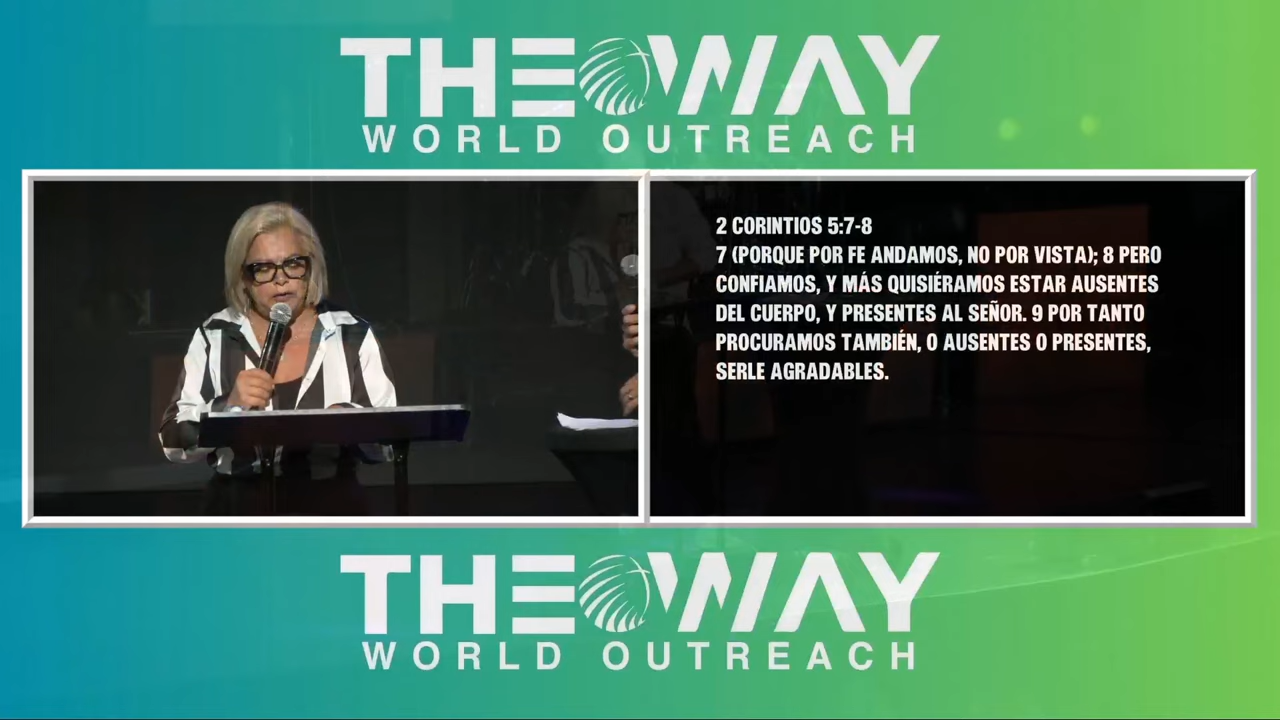 THE WAY
WORLD OUTREACH
2 CORINTIOS 5:7-8
7 (PORQUE POR FE ANDAMOS, NO POR VISTA); 8 PERO
CONFIAMOS, Y MÁS QUISIÉRAMOS ESTAR AUSENTES
DEL CUERPO, Y PRESENTES AL SEÑOR. 9 POR TANTO
PROCURAMOS TAMBIÉN, O AUSENTES O PRESENTES,
SERLE AGRADABLES.
THE WAY
WORLD OUTREACH